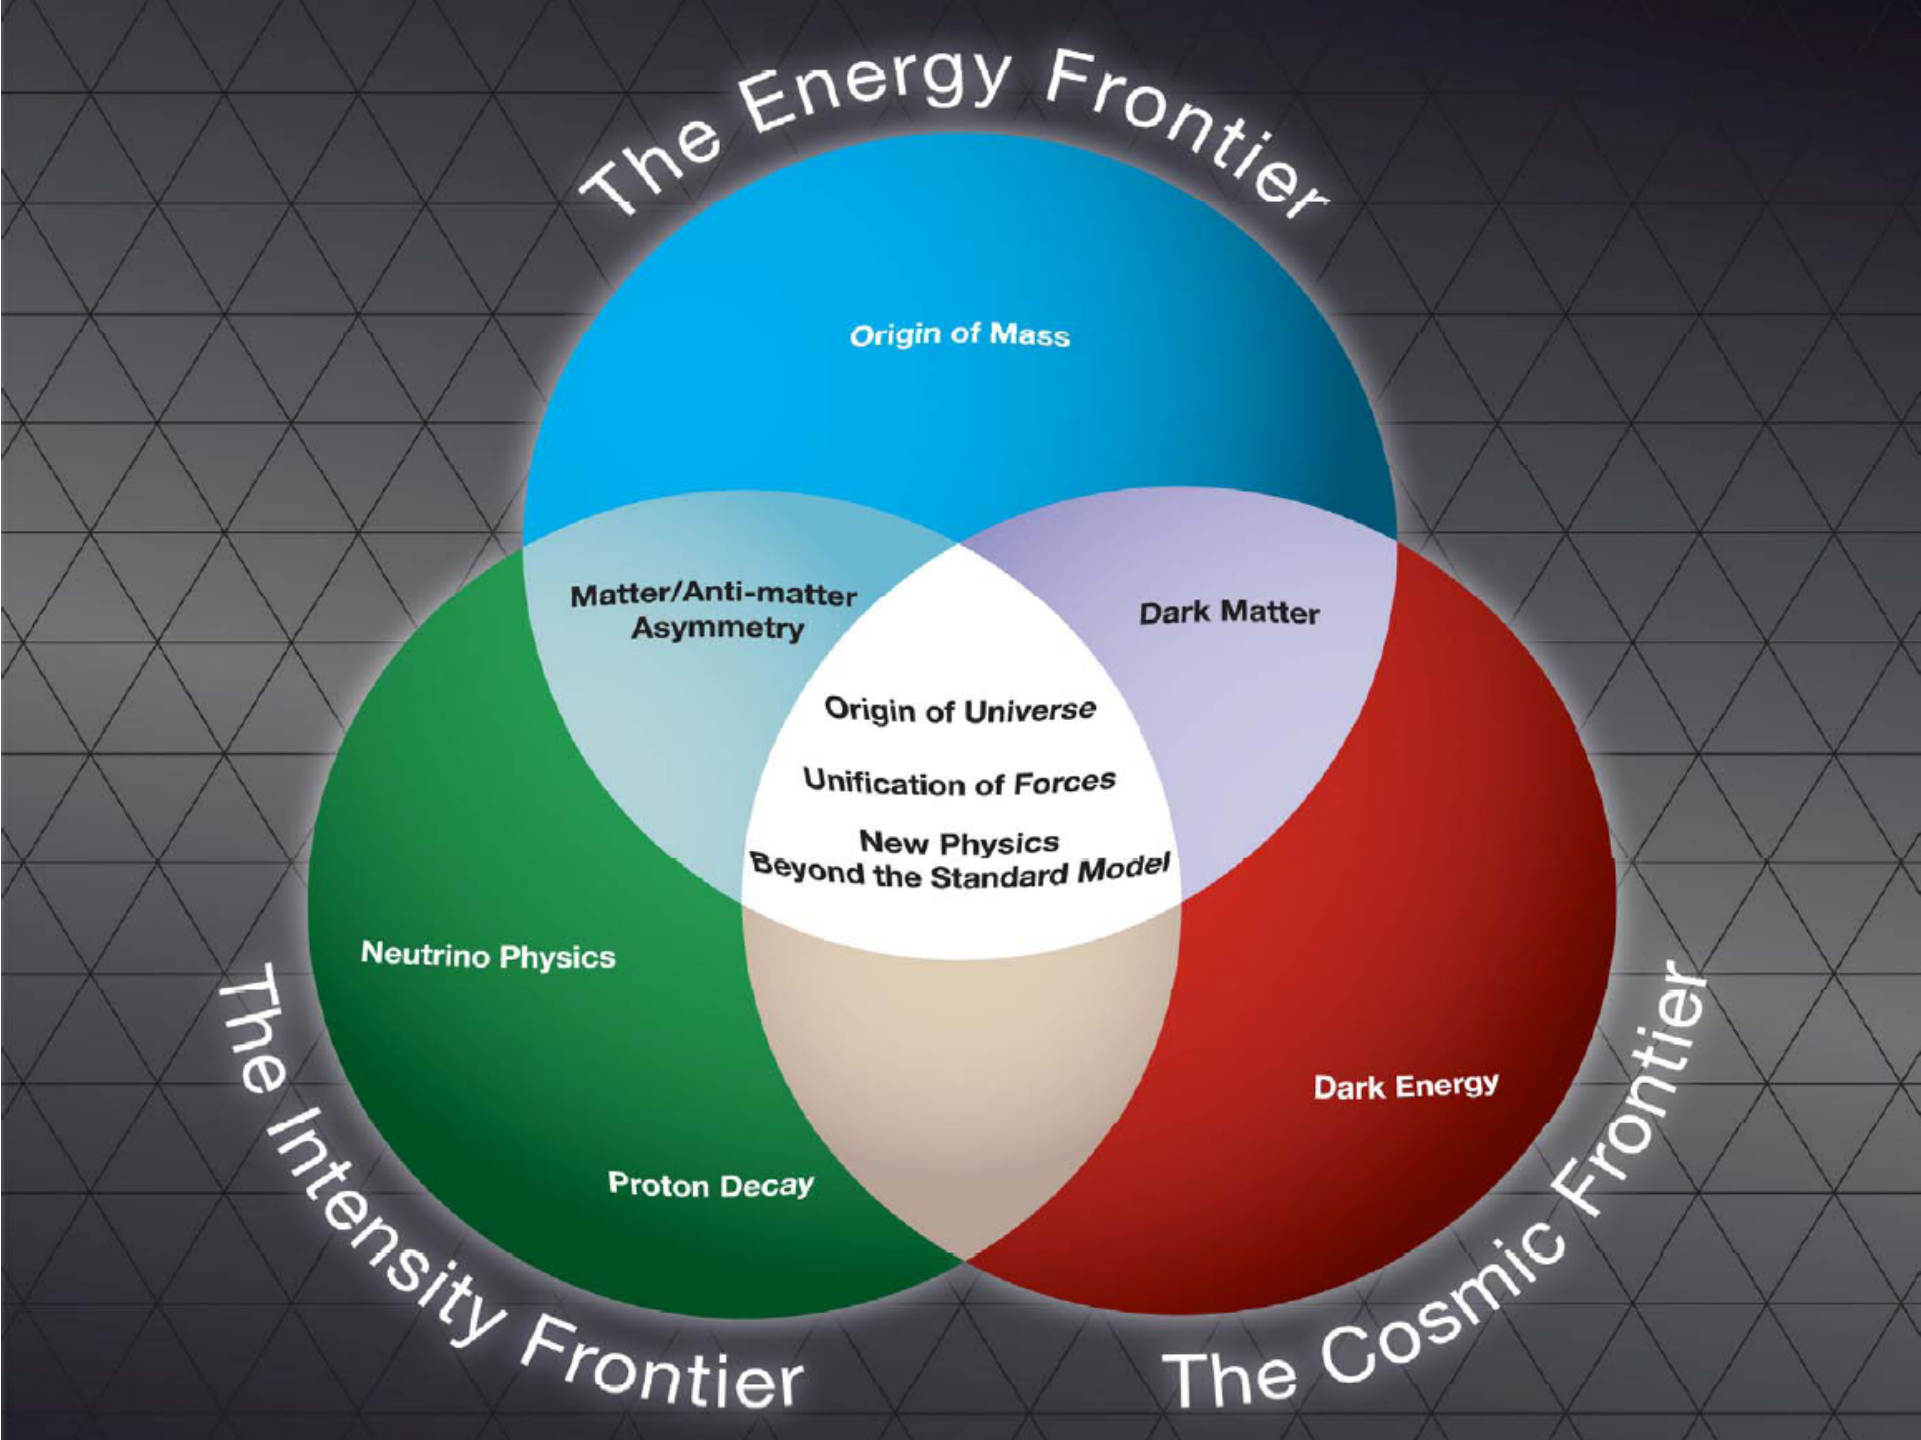 The Energy Frontier
Origin of Mass
Matter/Anti-matter
Asymmetry
Dark Matter
Origin of Universe
Unification of Forces
New Physics
Beyond the Standard Model
Neutrino Physics
Dark Energy
Proton Decay
The Intensity Frontier
The Cosmic Frontier